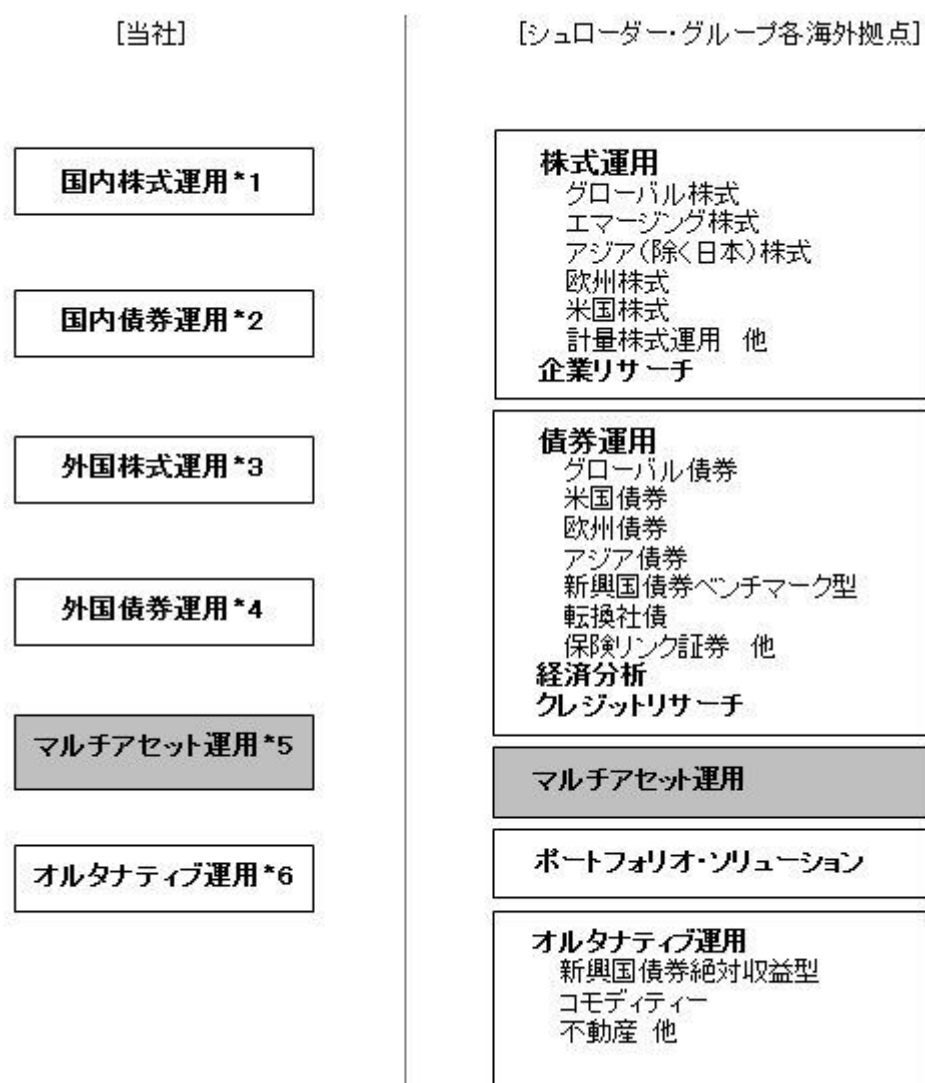 [当社]
国内株式運用*1
国内債券運用*2
外国株式運用*3
外国債券運用*4
マルチアセット運用*5
オルタナティブ運用*6
[シュローダー・グループ各海外拠点]
株式運用
グローバル株式
エマージング株式
アジア(除く日本)株式
欧州株式
米国株式
計量株式運用 他
企業リサーチ
債券運用
グローバル債券
米国債券
欧州債券
アジア債券
新興国債券ベンチマーク型
転換社債
保険リンク証券 他
経済分析
クレジットリサーチ
マルチアセット運用
ポートフォリオ・ソリューション
オルタナティブ運用
新興国債券絶対収益型
コモディティー
不動産 他